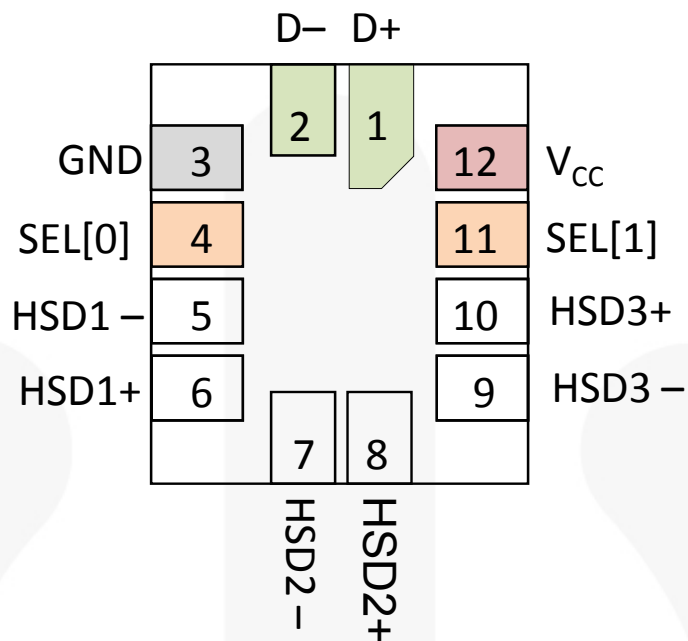 D– D+
2 1
GND 3 12 VCC
SEL[0] 4 11 SEL[1]
HSD1 – 5 10 HSD3+
HSD1+ 6 9 HSD3 –
7 8
HSD2 –
HSD2+